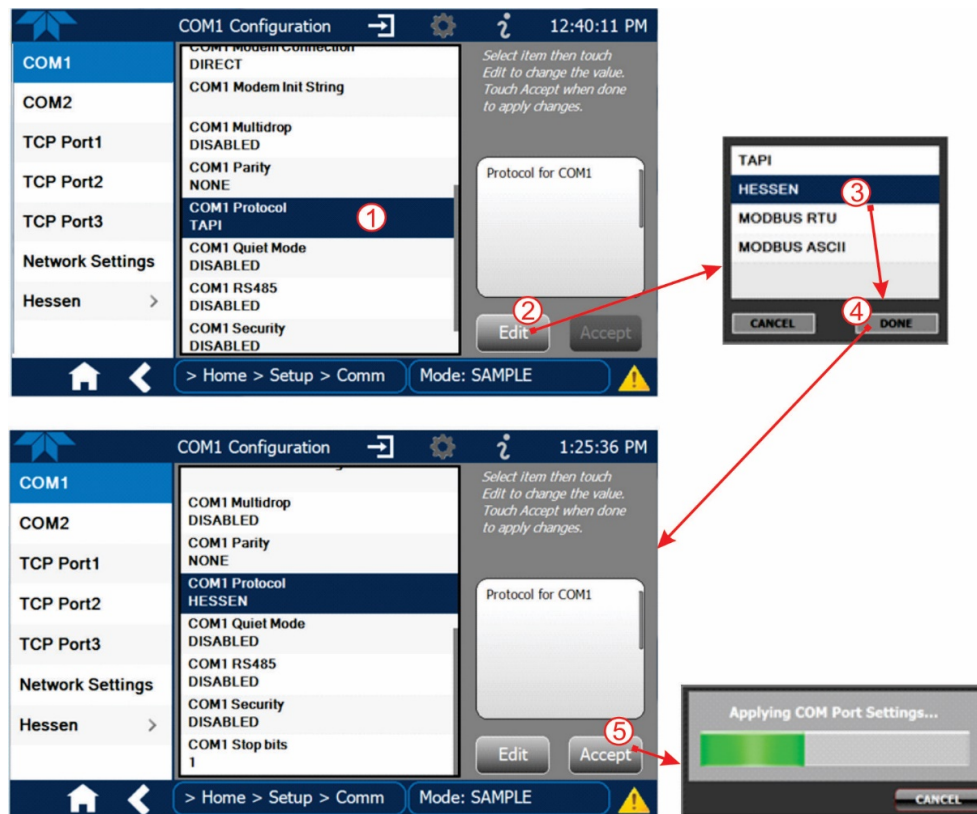 COM1 Configuration
12:40:11 PM
COM1
COM2
TCP Port1
TCP Port2
TCP Port3
Network Settings
Hessen >
COM1 Modem Connection
DIRECT
COM1 Modem Init String
COM1 Multidrop
DISABLED
COM1 Parity
NONE
COM1 Protocol
TAPI
1
COM1 Quiet Mode
DISABLED
COM1 RS485
DISABLED
COM1 Security
DISABLED
Select item then touch
Edit to change the value.
Touch Accept when done
to apply changes.
Protocol for COM1
2
Edit
Accept
> Home > Setup > Comm
Mode: SAMPLE
TAPI
HESSEN
3
MODBUS RTU
MODBUS ASCII
CANCEL
4
DONE
COM1 Configuration
1:25:36 PM
COM1
COM2
TCP Port1
TCP Port2
TCP Port3
Network Settings
Hessen >
COM1 Multidrop
DISABLED
COM1 Parity
NONE
COM1 Protocol
HESSEN
COM1 Quiet Mode
DISABLED
COM1 RS485
DISABLED
COM1 Security
DISABLED
COM1 Stop bits
1
Select item then touch
Edit to change the value.
Touch Accept when done
to apply changes.
Protocol for COM1
Edit
5
Accept
> Home > Setup > Comm
Mode: SAMPLE
Applying COM Port Settings...
CANCEL